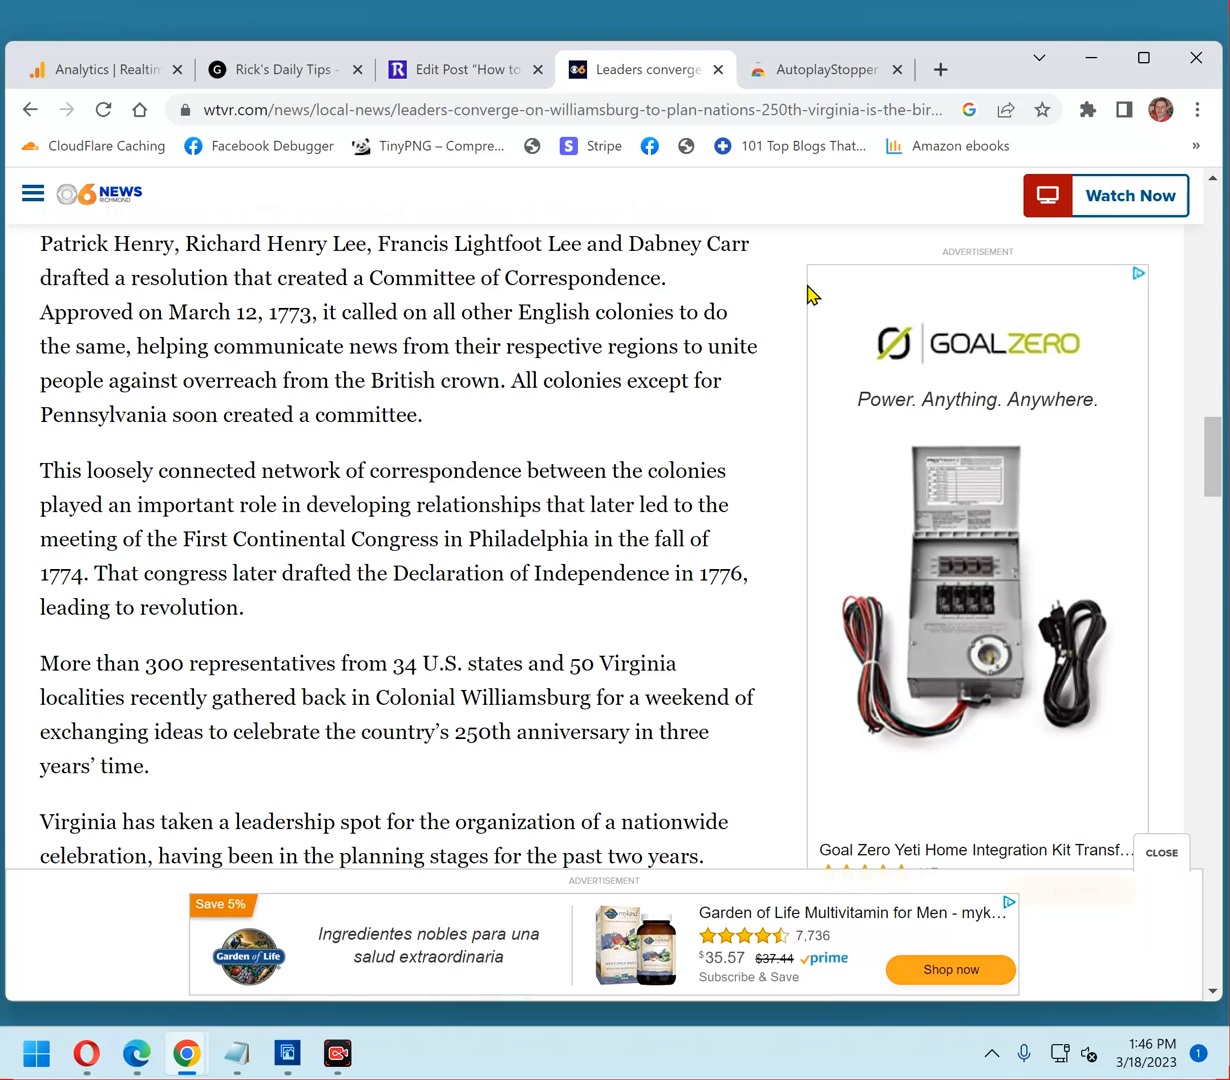 Analytics | Realtin
Rick's Daily Tips -
Edit Post "How to
Leaders converge
AutoplayStopper
wtvr.com/news/local-news/leaders-converge-on-williamsburg-to-plan-nations-250th-virginia-is-the-bir...
CloudFlare Caching
Facebook Debugger
TinyPNG – Compre...
Stripe
101 Top Blogs That...
Amazon ebooks
»
6 NEWS
RICHMOND
Watch Now
Patrick Henry, Richard Henry Lee, Francis Lightfoot Lee and Dabney Carr
drafted a resolution that created a Committee of Correspondence.
Approved on March 12, 1773, it called on all other English colonies to do
the same, helping communicate news from their respective regions to unite
people against overreach from the British crown. All colonies except for
Pennsylvania soon created a committee.
This loosely connected network of correspondence between the colonies
played an important role in developing relationships that later led to the
meeting of the First Continental Congress in Philadelphia in the fall of
1774. That congress later drafted the Declaration of Independence in 1776,
leading to revolution.
More than 300 representatives from 34 U.S. states and 50 Virginia
localities recently gathered back in Colonial Williamsburg for a weekend of
exchanging ideas to celebrate the country's 250th anniversary in three
years' time.
Virginia has taken a leadership spot for the organization of a nationwide
celebration, having been in the planning stages for the past two years.
ADVERTISEMENT
GOALZERO
Power. Anything. Anywhere.
Goal Zero Yeti Home Integration Kit Transf...
CLOSE
ADVERTISEMENT
Save 5%
Garden of Life
Ingredientes nobles para una
salud extraordinaria
Garden of Life Multivitamin for Men - myk...
7,736
$35.57 $37.44 prime
Subscribe & Save
Shop now
1:46 PM
3/18/2023
1